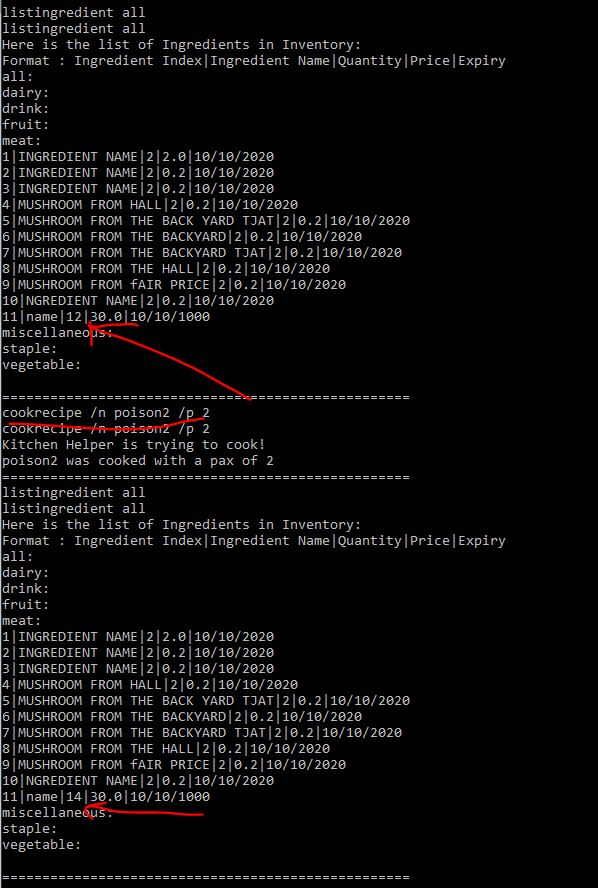 listingredient all
listingredient all
Here is the list of Ingredients in Inventory:
Format : Ingredient Index|Ingredient Name|Quantity|Price|Expiry
all:
dairy:
drink:
fruit:
meat:
1|INGREDIENT NAME|2|2.0|10/10/2020
2|INGREDIENT NAME|2|0.2|10/10/2020
3|INGREDIENT NAME|2|0.2|10/10/2020
4|MUSHROOM FROM HALL|2|0.2|10/10/2020
5|MUSHROOM FROM THE BACK YARD TJAT|2|0.2|10/10/2020
6|MUSHROOM FROM THE BACKYARD|2|0.2|10/10/2020
7|MUSHROOM FROM THE BACKYARD TJAT|2|0.2|10/10/2020
8|MUSHROOM FROM THE HALL|2|0.2|10/10/2020
9|MUSHROOM FROM fAIR PRICE|2|0.2|10/10/2020
10|NGREDIENT NAME|2|0.2|10/10/2020
11|name|12|30.0|10/10/1000
miscellaneous:
staple:
vegetable:
===================================================
cookrecipe /n poison2 /p 2
cookrecipe /n poison2 /p 2
Kitchen Helper is trying to cook!
poison2 was cooked with a pax of 2
===================================================
listingredient all
listingredient all
Here is the list of Ingredients in Inventory:
Format : Ingredient Index|Ingredient Name|Quantity|Price|Expiry
all:
dairy:
drink:
fruit:
meat:
1|INGREDIENT NAME|2|2.0|10/10/2020
2|INGREDIENT NAME|2|0.2|10/10/2020
3|INGREDIENT NAME|2|0.2|10/10/2020
4|MUSHROOM FROM HALL|2|0.2|10/10/2020
5|MUSHROOM FROM THE BACK YARD TJAT|2|0.2|10/10/2020
6|MUSHROOM FROM THE BACKYARD|2|0.2|10/10/2020
7|MUSHROOM FROM THE BACKYARD TJAT|2|0.2|10/10/2020
8|MUSHROOM FROM THE HALL|2|0.2|10/10/2020
9|MUSHROOM FROM fAIR PRICE|2|0.2|10/10/2020
10|NGREDIENT NAME|2|0.2|10/10/2020
11|name|14|30.0|10/10/1000
miscellaneous:
staple:
vegetable:
===================================================